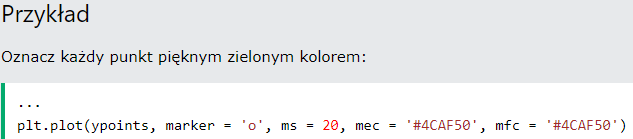 Przykład
Oznacz każdy punkt pięknym zielonym kolorem:
...
plt.plot(ypoints, marker = 'o', ms = 20, mec = '#4CAF50', mfc = '#4CAF50')